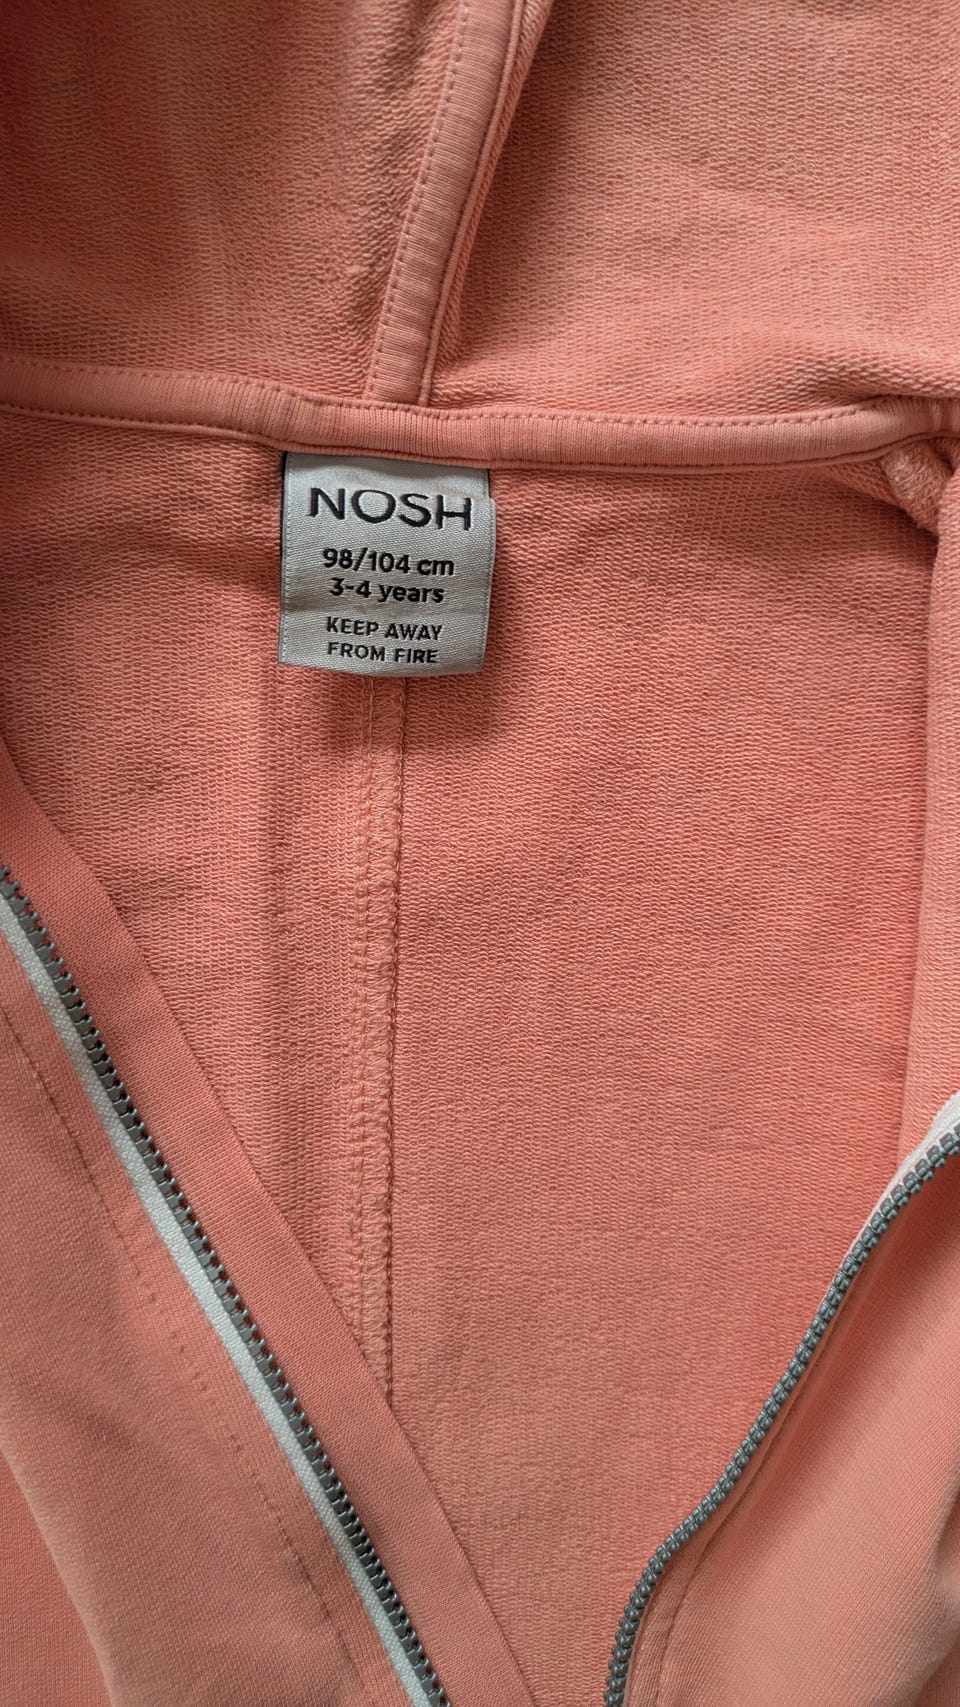 NOSH
98/104 cm
3-4 years
KEEP AWAY
FROM FIRE